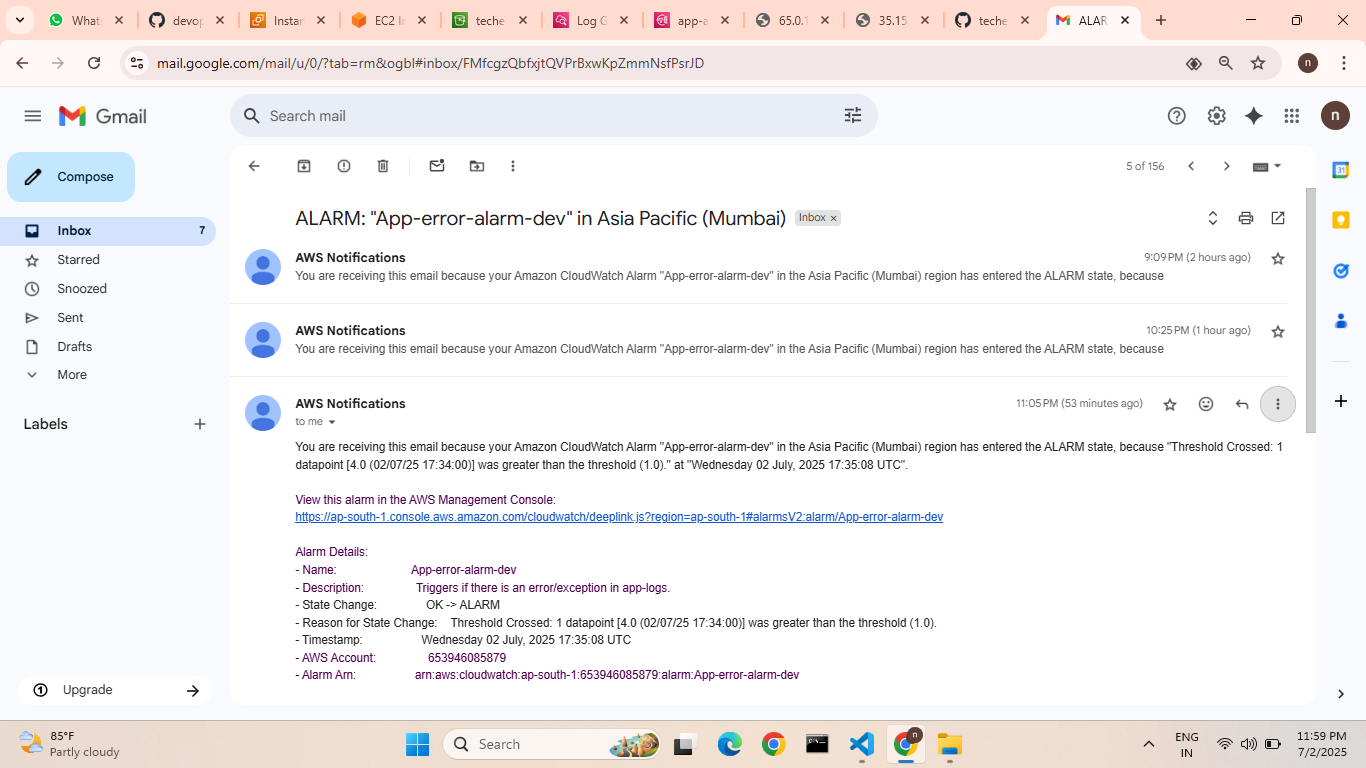 Whats
devop
Instar
EC2 In
teche
Log G
app-a
65.0.1
35.15
teche
ALAR
mail.google.com/mail/u/0/?tab=rm&ogbl#inbox/FMfcgzQbfxjtQVPrBxwKpZmmNsfPsrJD
n
Gmail
Search mail
n
Compose
5 of 156
Inbox 7
Starred
Snoozed
Sent
Drafts
More
Labels
Upgrade
ALARM: "App-error-alarm-dev" in Asia Pacific (Mumbai) Inbox ×
AWS Notifications 9:09 PM (2 hours ago)
You are receiving this email because your Amazon CloudWatch Alarm "App-error-alarm-dev" in the Asia Pacific (Mumbai) region has entered the ALARM state, because
AWS Notifications 10:25 PM (1 hour ago)
You are receiving this email because your Amazon CloudWatch Alarm "App-error-alarm-dev" in the Asia Pacific (Mumbai) region has entered the ALARM state, because
AWS Notifications 11:05 PM (53 minutes ago)
to me
You are receiving this email because your Amazon CloudWatch Alarm "App-error-alarm-dev" in the Asia Pacific (Mumbai) region has entered the ALARM state, because "Threshold Crossed: 1
datapoint [4.0 (02/07/25 17:34:00)] was greater than the threshold (1.0)." at "Wednesday 02 July, 2025 17:35:08 UTC".
View this alarm in the AWS Management Console:
https://ap-south-1.console.aws.amazon.com/cloudwatch/deeplink.js?region=ap-south-1#alarmsV2:alarm/App-error-alarm-dev
Alarm Details:
- Name: App-error-alarm-dev
- Description: Triggers if there is an error/exception in app-logs.
- State Change: OK -> ALARM
- Reason for State Change: Threshold Crossed: 1 datapoint [4.0 (02/07/25 17:34:00)] was greater than the threshold (1.0).
- Timestamp: Wednesday 02 July, 2025 17:35:08 UTC
- AWS Account: 653946085879
- Alarm Arn: arn:aws:cloudwatch:ap-south-1:653946085879:alarm:App-error-alarm-dev
85°F
Partly cloudy
Search
n
ENG
IN
11:59 PM
7/2/2025